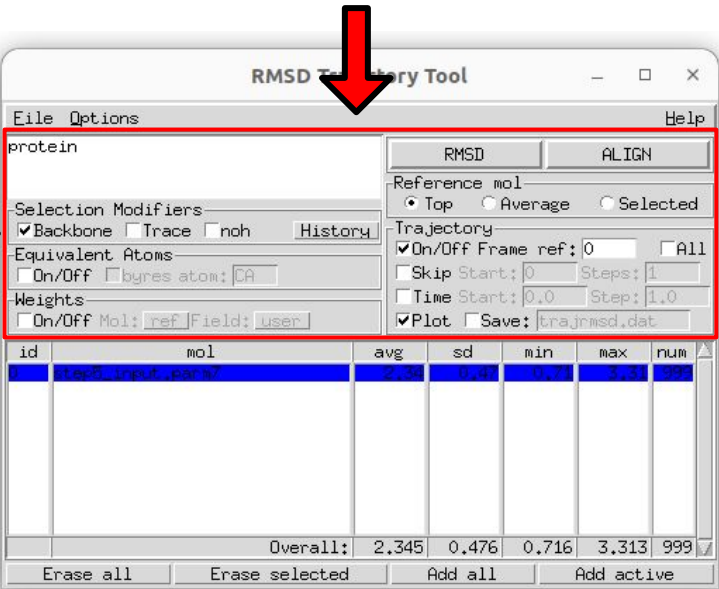 RMSD Trajectory Tool
File Options Help
protein
RMSD ALIGN
Reference mol
Top Average Selected
Selection Modifiers
Backbone Trace noh History
Trajectory
On/Off Frame ref: 0 All
Equivalent Atoms
On/Off byres atom: CA
Skip Start: 0 Steps: 1
Weights
On/Off Mol: ref Field: user
Time Start: 0.0 Step: 1.0
Plot Save: trajrmsd.dat
id mol avg sd min max num
0 step5_input.parm7 2.34 0.47 0.71 3.31 999
Overall: 2.345 0.476 0.716 3.313 999
Erase all Erase selected Add all Add active